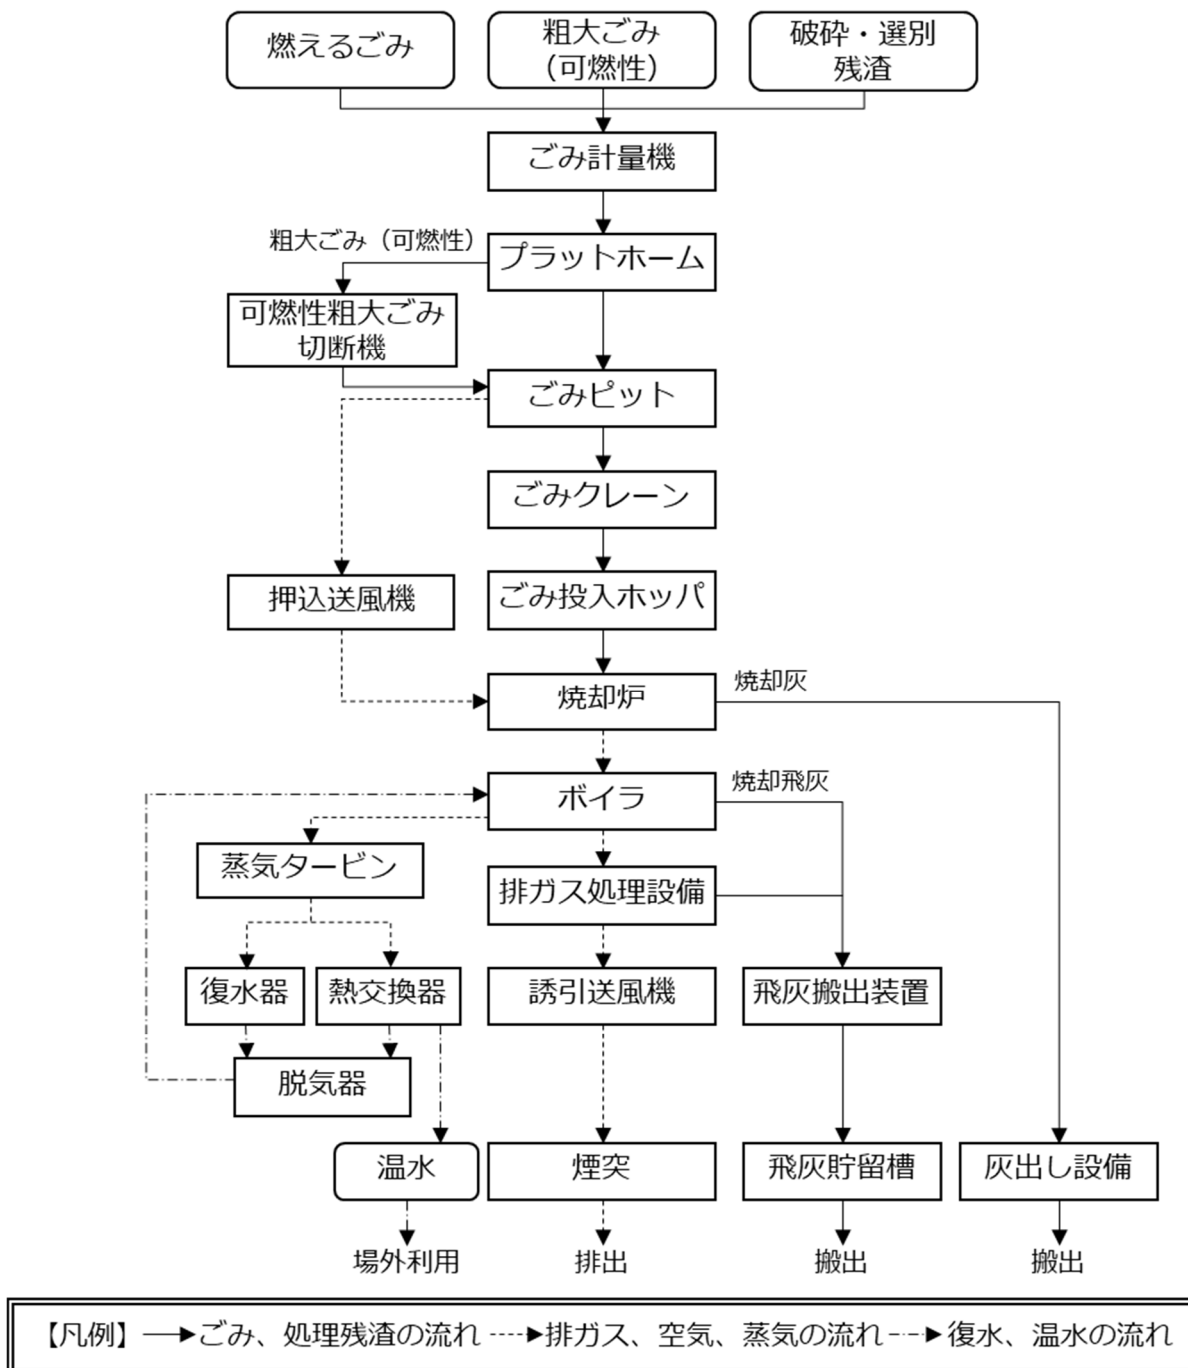 燃えるごみ
粗大ごみ
(可燃性)
破砕・選別
残渣
ごみ計量機
粗大ごみ（可燃性）
プラットホーム
可燃性粗大ごみ
切断機
ごみピット
ごみクレーン
押込送風機
ごみ投入ホッパ
焼却炉
焼却灰
ボイラ
焼却飛灰
蒸気タービン
排ガス処理設備
復水器
熱交換器
誘引送風機
飛灰搬出装置
脱気器
温水
煙突
飛灰貯留槽
灰出し設備
場外利用
排出
搬出
搬出
【凡例】ごみ、処理残渣の流れ 排ガス、空気、蒸気の流れ 復水、温水の流れ